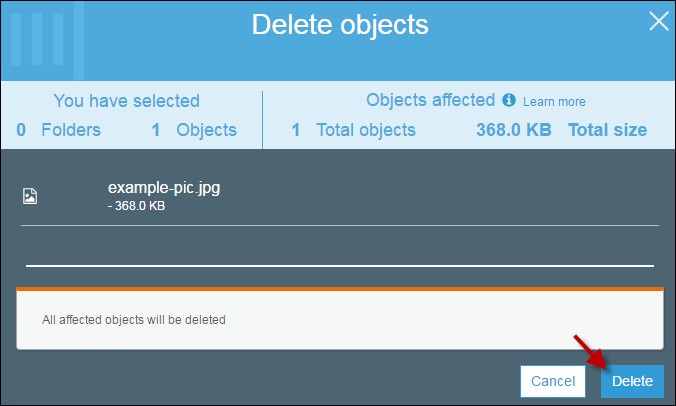 Delete objects
You have selected
0 Folders 1 Objects
Objects affected Learn more
1 Total objects 368.0 KB Total size
example-pic.jpg
- 368.0 KB
All affected objects will be deleted
Cancel Delete